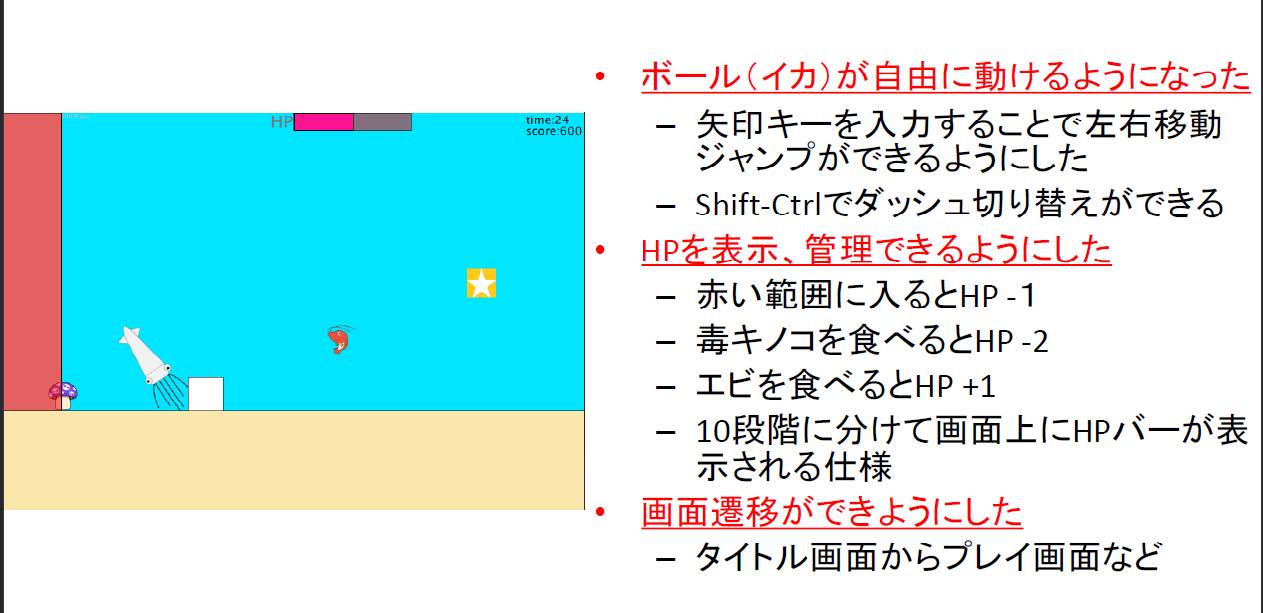 HP
time:24
score:600
• ボール（イカ）が自由に動けるようになった
– 矢印キーを入力することで左右移動
ジャンプができるようにした
– Shift-Ctrlでダッシュ切り替えができる
• HPを表示、管理できるようにした
– 赤い範囲に入るとHP -１
– 毒キノコを食べるとHP -2
– エビを食べるとHP +1
– 10段階に分けて画面上にHPバーが表
示される仕様
• 画面遷移ができようにした
– タイトル画面からプレイ画面など